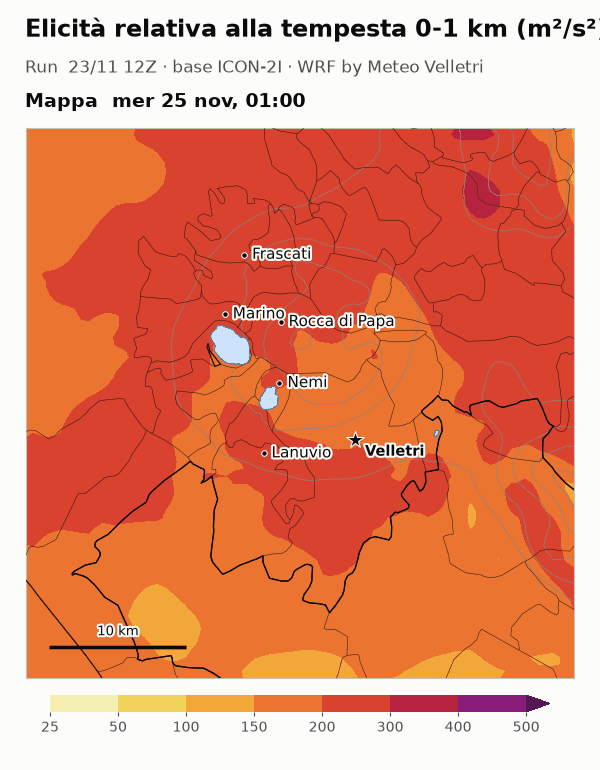 Elicità relativa alla tempesta 0-1 km (m²/s²)
Run 23/11 12Z · base ICON-2I · WRF by Meteo Velletri
Mappa mer 25 nov, 01:00
Frascati
Marino
Rocca di Papa
Nemi
Lanuvio
Velletri
10 km
25 50 100 150 200 300 400 500